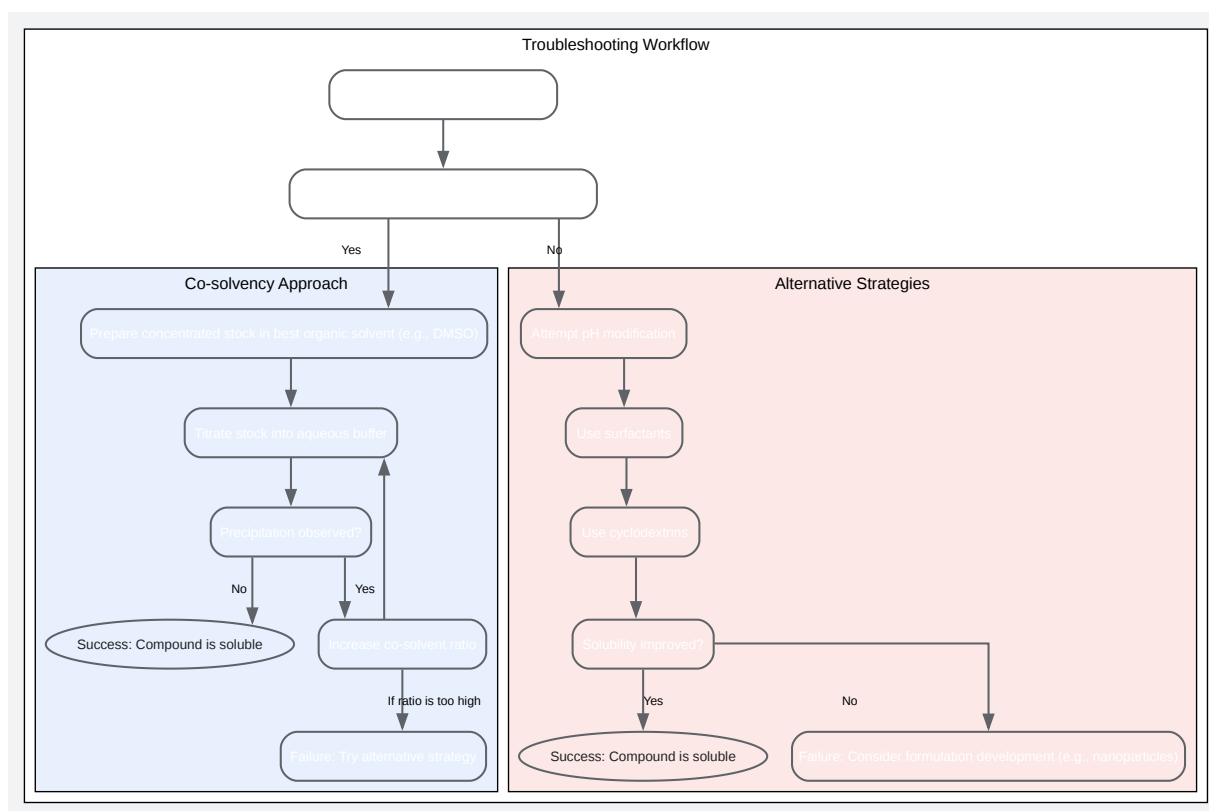 Troubleshooting Workflow
Yes
No
Co-solvency Approach
Prepare concentrated stock in best organic solvent (e.g., DMSO)
Titrate stock into aqueous buffer
Precipitation observed?
No
Yes
Success: Compound is soluble
Increase co-solvent ratio
If ratio is too high
Failure: Try alternative strategy
Alternative Strategies
Attempt pH modification
Use surfactants
Use cyclodextrins
Solubility improved?
Yes
No
Success: Compound is soluble
Failure: Consider formulation development (e.g., nanoparticles)